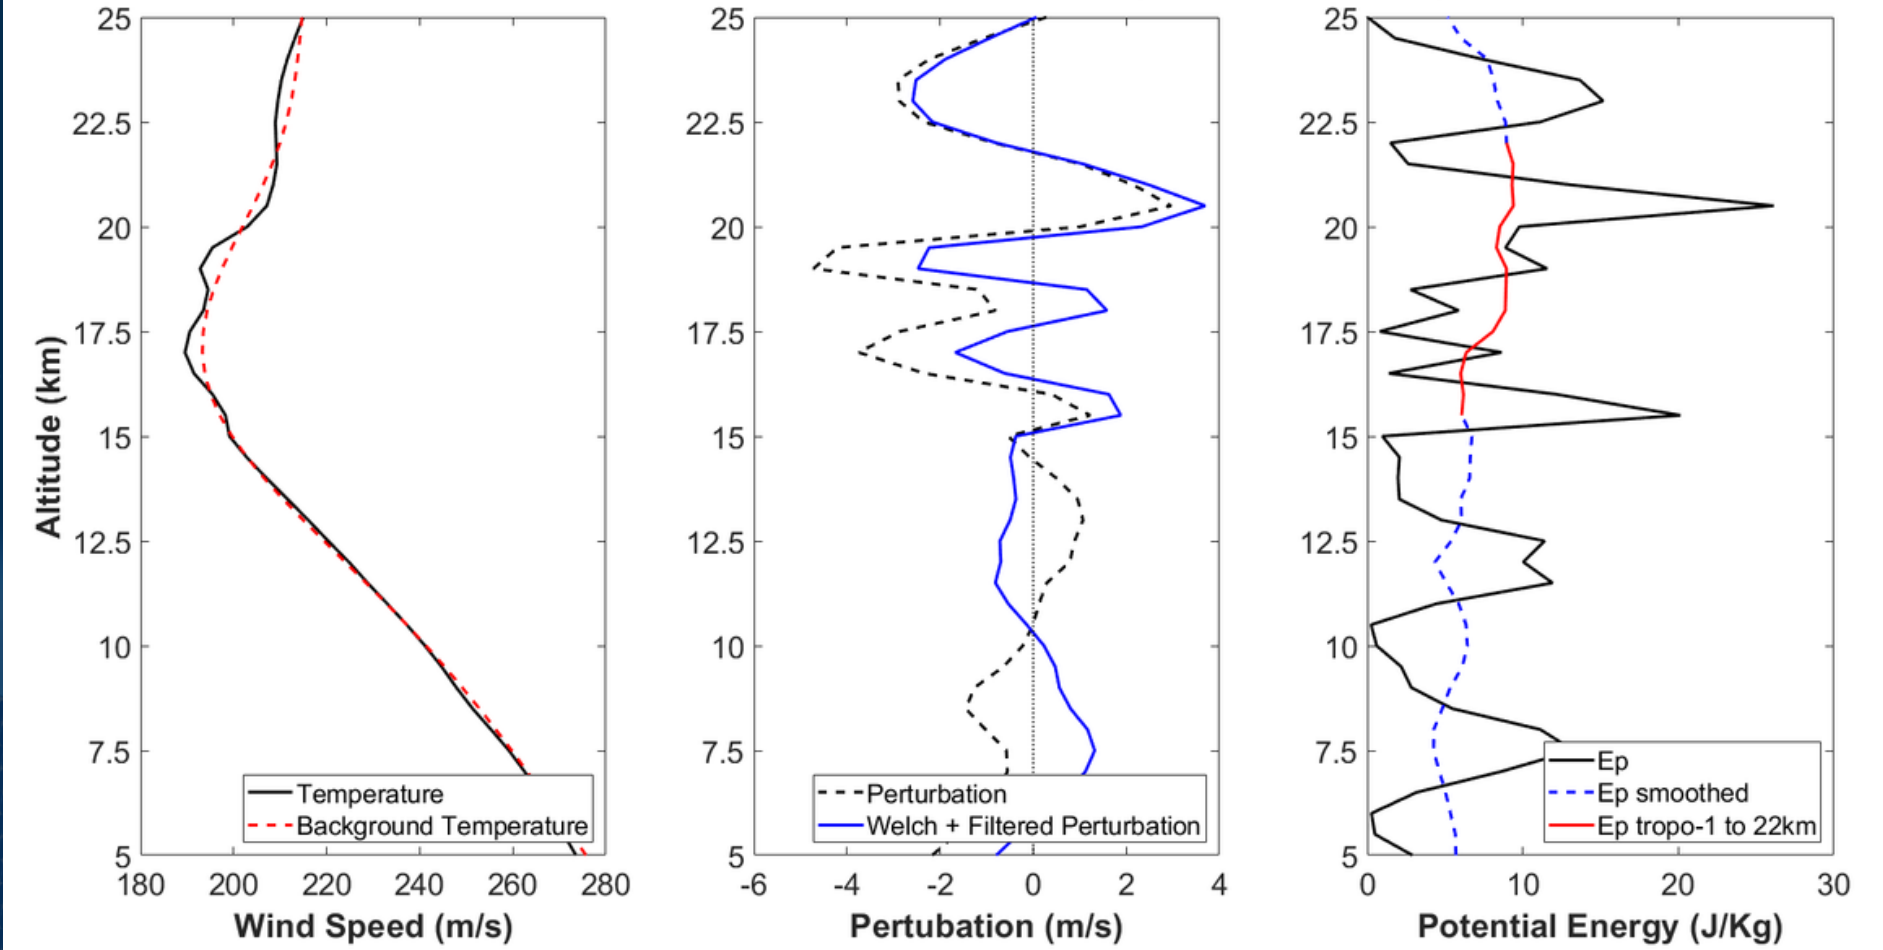 25
22.5
20
17.5
15
12.5
10
7.5
5
Altitude (km)
180 200 220 240 260 280
Wind Speed (m/s)
Temperature
Background Temperature
25
22.5
20
17.5
15
12.5
10
7.5
5
-6 -4 -2 0 2 4
Pertubation (m/s)
Perturbation
Welch + Filtered Perturbation
25
22.5
20
17.5
15
12.5
10
7.5
5
0 10 20 30
Potential Energy (J/Kg)
Ep
Ep smoothed
Ep tropo-1 to 22km